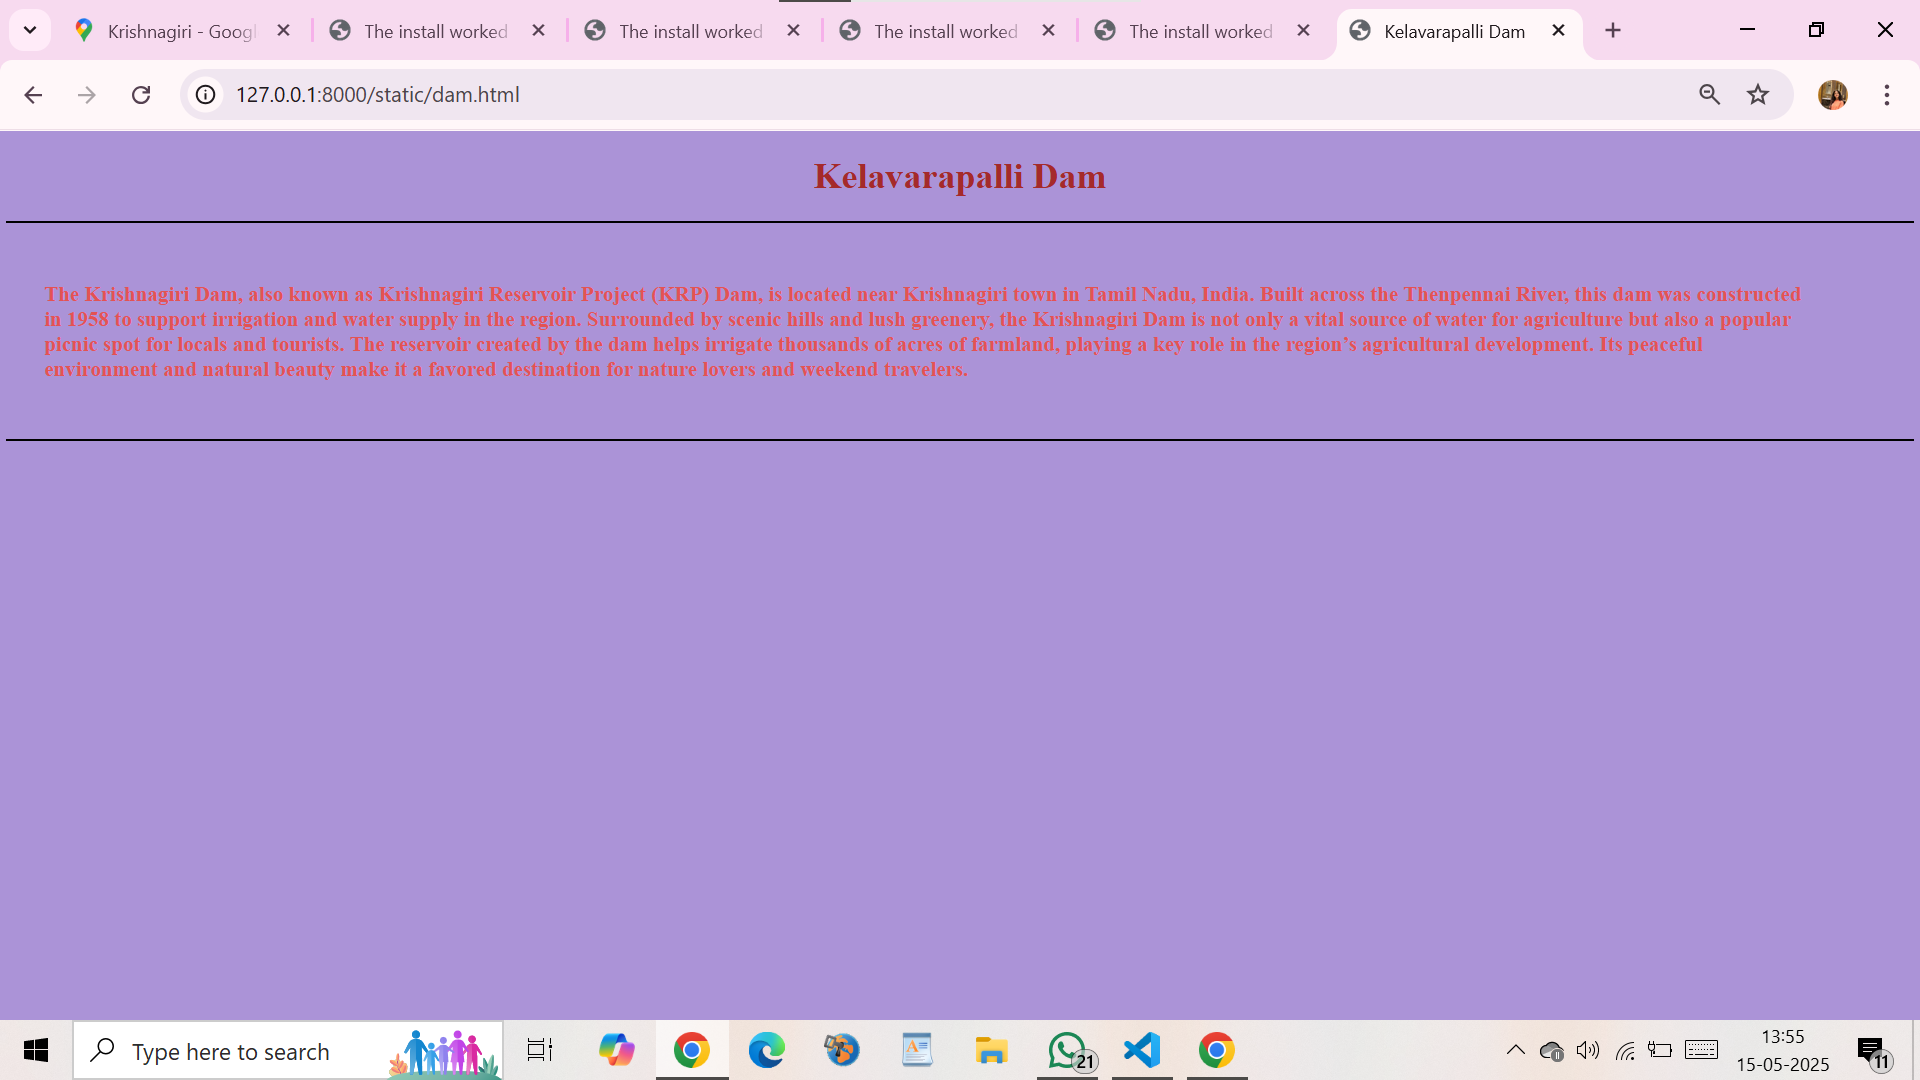 Krishnagiri - Googl
The install worked
The install worked
The install worked
The install worked
Kelavarapalli Dam
127.0.0.1:8000/static/dam.html
Kelavarapalli Dam
The Krishnagiri Dam, also known as Krishnagiri Reservoir Project (KRP) Dam, is located near Krishnagiri town in Tamil Nadu, India. Built across the Thenpennai River, this dam was constructed
in 1958 to support irrigation and water supply in the region. Surrounded by scenic hills and lush greenery, the Krishnagiri Dam is not only a vital source of water for agriculture but also a popular
picnic spot for locals and tourists. The reservoir created by the dam helps irrigate thousands of acres of farmland, playing a key role in the region’s agricultural development. Its peaceful
environment and natural beauty make it a favored destination for nature lovers and weekend travelers.
Type here to search
21
13:55
15-05-2025
11